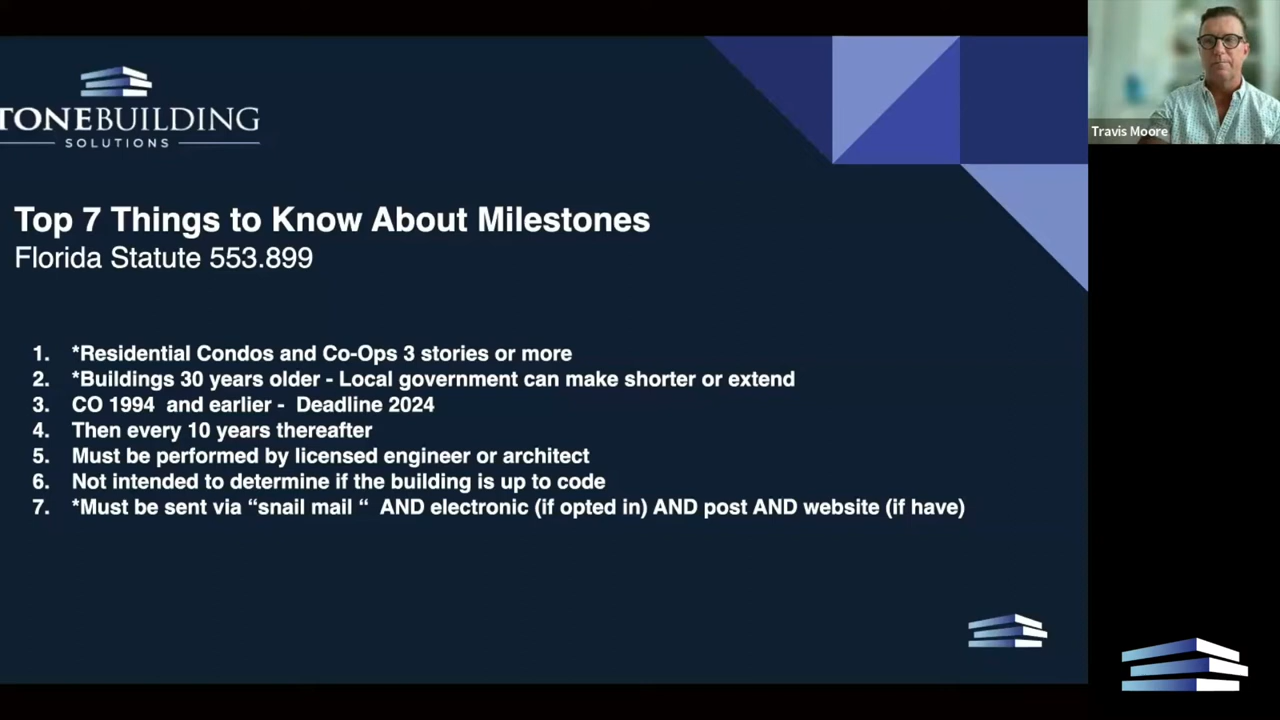 TONEBUILDING
SOLUTIONS
Top 7 Things to Know About Milestones
Florida Statute 553.899
1. *Residential Condos and Co-Ops 3 stories or more
2. *Buildings 30 years older - Local government can make shorter or extend
3. CO 1994 and earlier - Deadline 2024
4. Then every 10 years thereafter
5. Must be performed by licensed engineer or architect
6. Not intended to determine if the building is up to code
7. *Must be sent via “snail mail “ AND electronic (if opted in) AND post AND website (if have)
Travis Moore